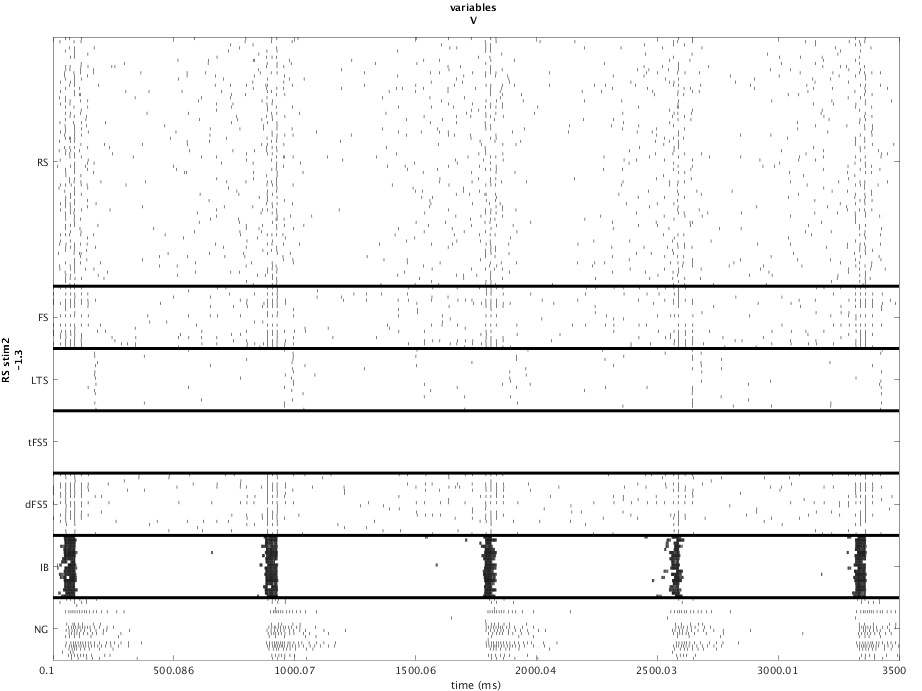 variables
V
RS
FS
LTS
tFS5
dFS5
IB
NG
RS stim2
-1.3
0.1 500.086 1000.07 1500.06 2000.04 2500.03 3000.01 3500
time (ms)